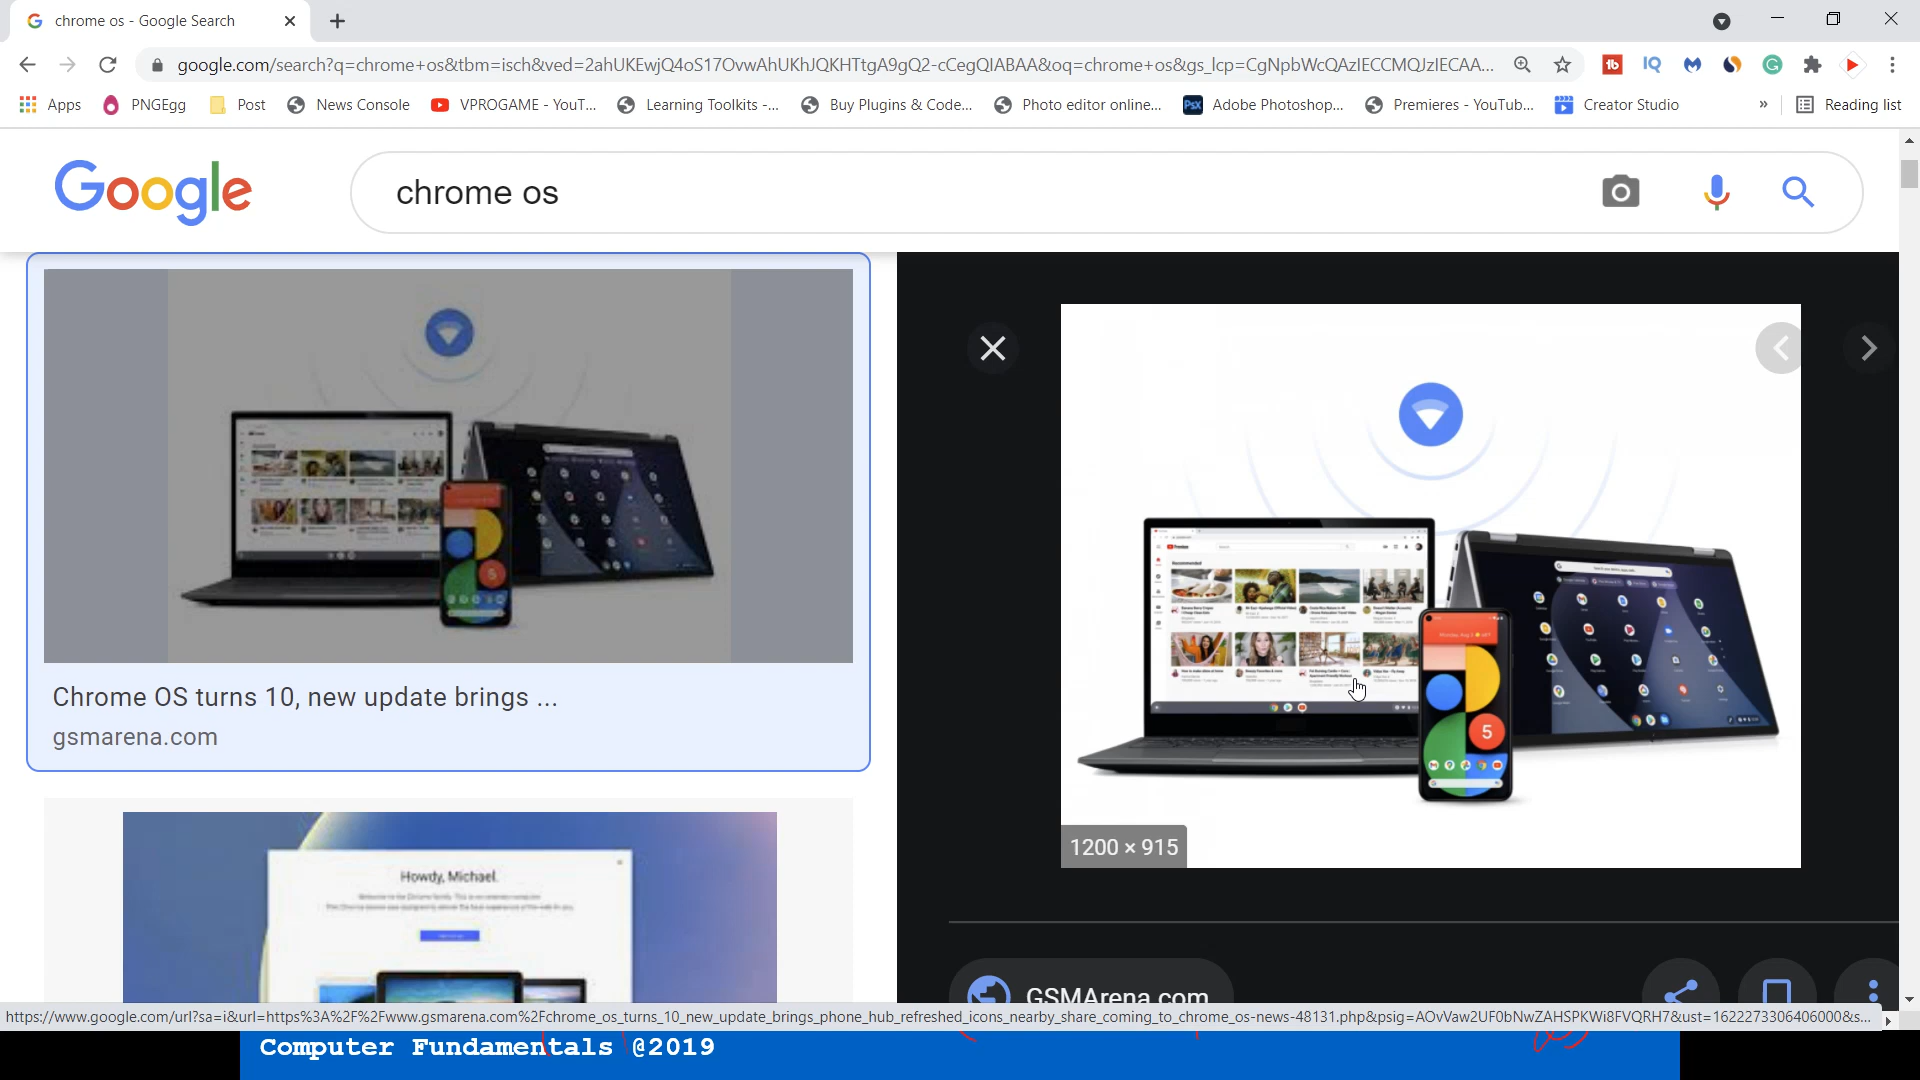 chrome os - Google Search
google.com/search?q=chrome+os&tbm=isch&ved=2ahUKEwjQ4oS17OvwAhUKhJQKHTtgA9gQ2-cCegQIABAA&oq=chrome+os&gs_lcp=CgNpbWcQAzIECCMQJzIECAA...
Apps PNGEgg Post News Console VPROGAME - YouT... Learning Toolkits -... Buy Plugins & Code... Photo editor online... Adobe Photoshop... Premieres - YouTub... Creator Studio » Reading list
Google
chrome os
Chrome OS turns 10, new update brings ...
gsmarena.com
Howdy, Michael.
5
1200 × 915
GSMArena.com
https://www.google.com/url?sa=i&url=https%3A%2F%2Fwww.gsmarena.com%2Fchrome_os_turns_10_new_update_brings_phone_hub_refreshed_icons_nearby_share_coming_to_chrome_os-news-48131.php&psig=AOvVaw2UF0bNwZAHSPKWi8FVQRH7&ust=1622273306406000&s...
Computer Fundamentals @2019